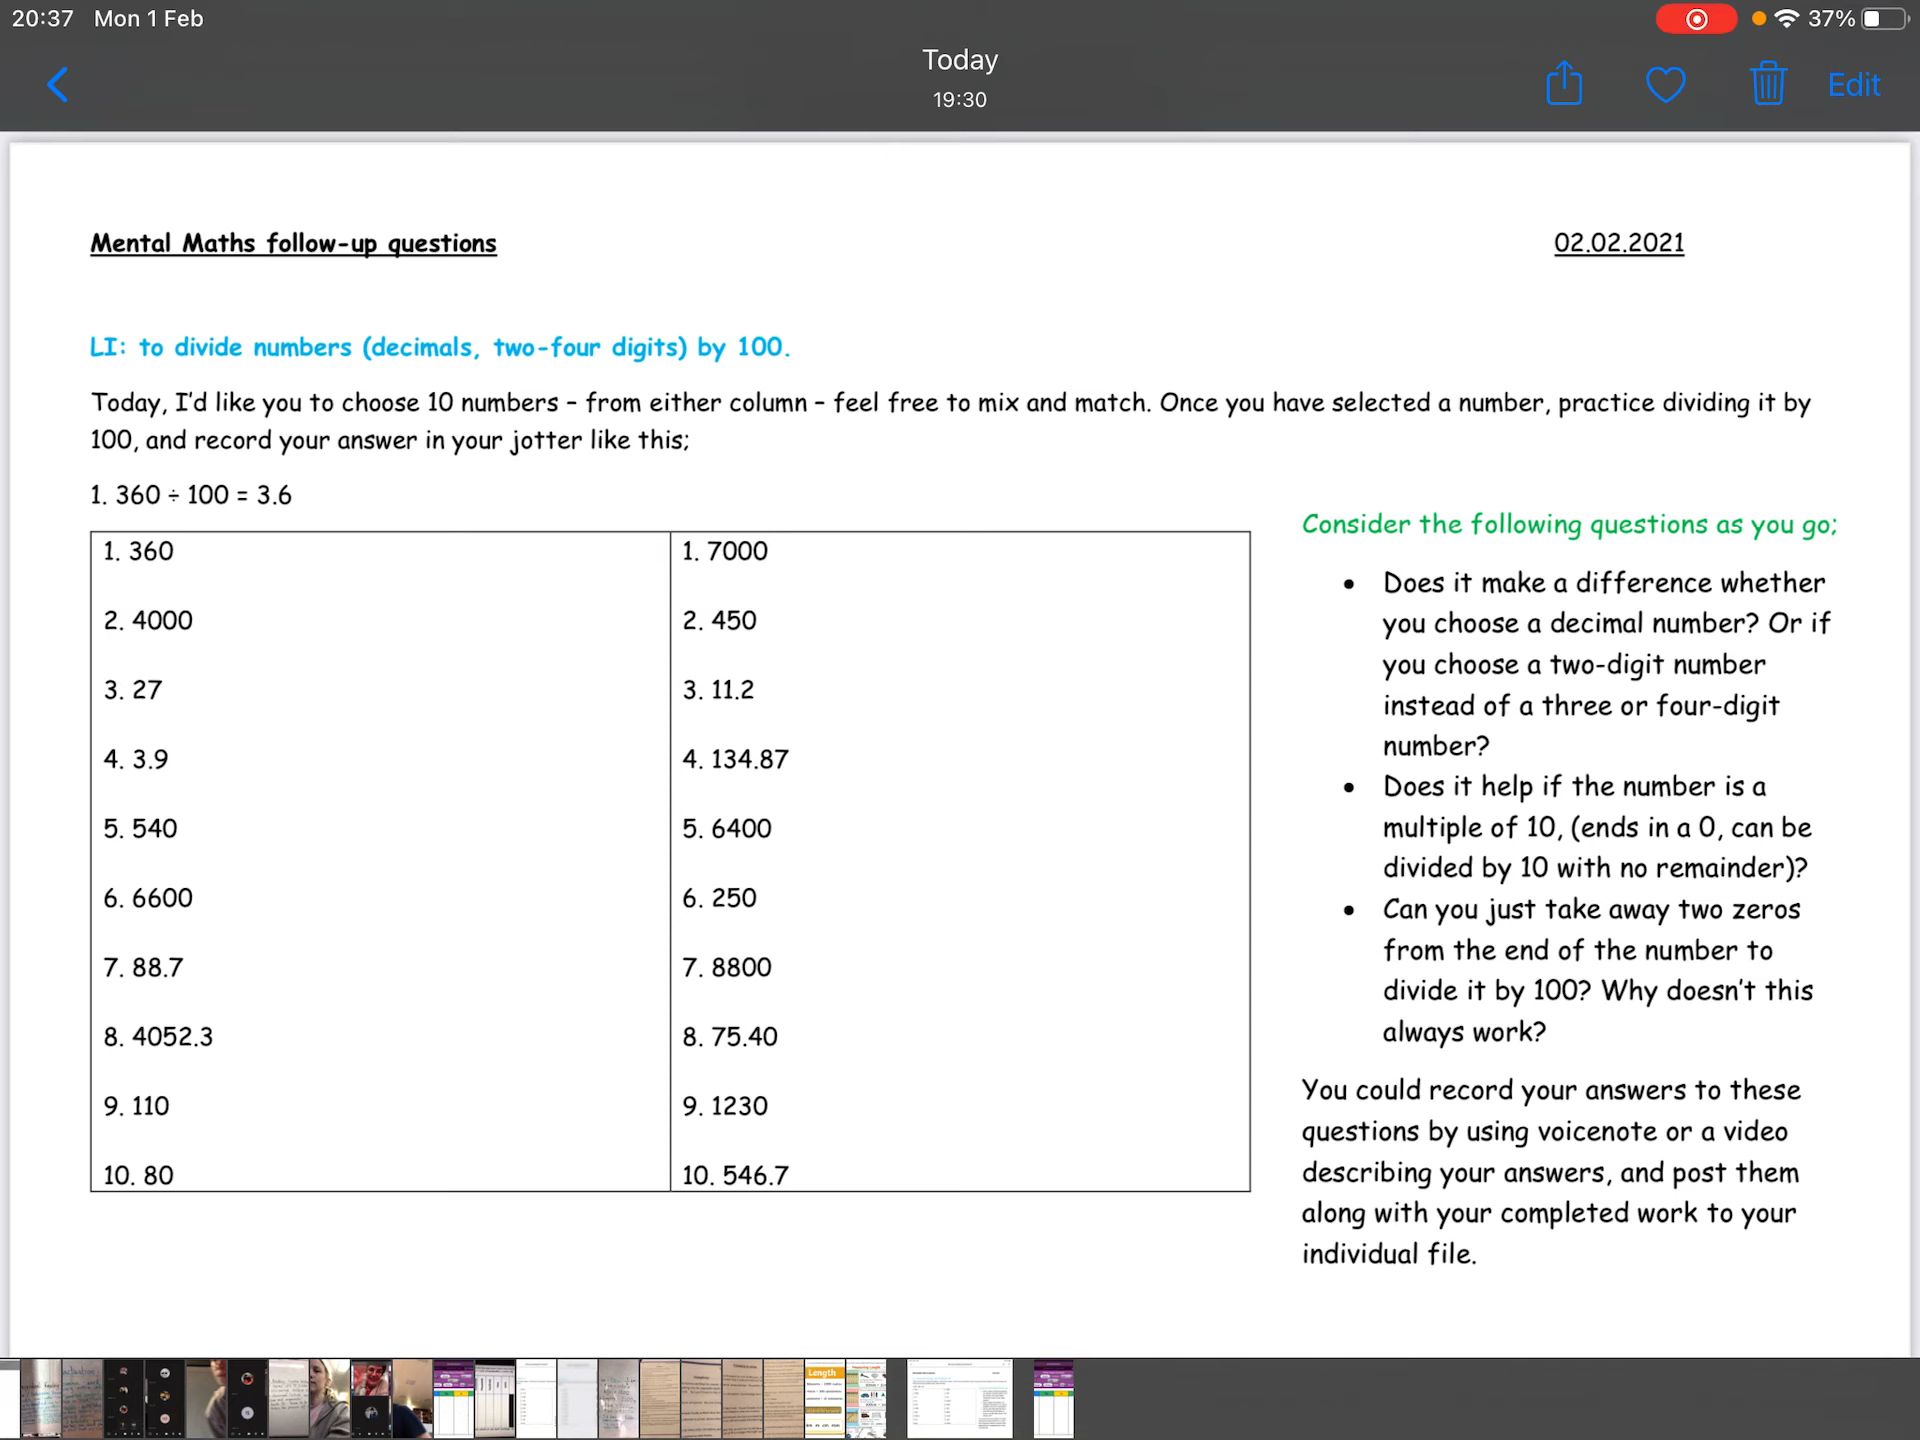 20:37 Mon 1 Feb
37%
Today
19:30
Edit
Mental Maths follow-up questions
02.02.2021
LI: to divide numbers (decimals, two-four digits) by 100.
Today, I'd like you to choose 10 numbers – from either column – feel free to mix and match. Once you have selected a number, practice dividing it by
100, and record your answer in your jotter like this;
1. 360 ÷ 100 = 3.6
1. 360
2. 4000
3. 27
4. 3.9
5. 540
6. 6600
7. 88.7
8. 4052.3
9. 110
10. 80
1. 7000
2. 450
3. 11.2
4. 134.87
5. 6400
6. 250
7. 8800
8. 75.40
9. 1230
10. 546.7
Consider the following questions as you go;
• Does it make a difference whether
you choose a decimal number? Or if
you choose a two-digit number
instead of a three or four-digit
number?
• Does it help if the number is a
multiple of 10, (ends in a 0, can be
divided by 10 with no remainder)?
• Can you just take away two zeros
from the end of the number to
divide it by 100? Why doesn't this
always work?
You could record your answers to these
questions by using voicenote or a video
describing your answers, and post them
along with your completed work to your
individual file.
Length